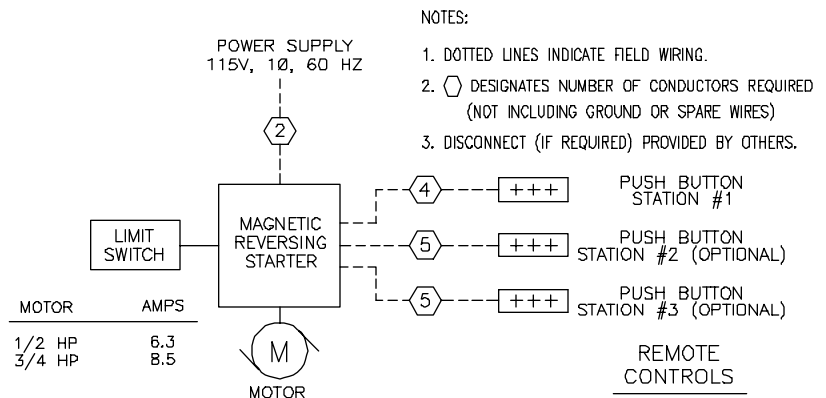 NOTES:
1. DOTTED LINES INDICATE FIELD WIRING.
2. DESIGNATES NUMBER OF CONDUCTORS REQUIRED
(NOT INCLUDING GROUND OR SPARE WIRES)
3. DISCONNECT (IF REQUIRED) PROVIDED BY OTHERS.
POWER SUPPLY
115V, 1Ø, 60 HZ
2
4
+++
PUSH BUTTON
STATION #1
LIMIT
SWITCH
MAGNETIC
REVERSING
STARTER
5
+++
PUSH BUTTON
STATION #2 (OPTIONAL)
5
+++
PUSH BUTTON
STATION #3 (OPTIONAL)
MOTOR AMPS
1/2 HP 6.3
3/4 HP 8.5
M
MOTOR
REMOTE
CONTROLS